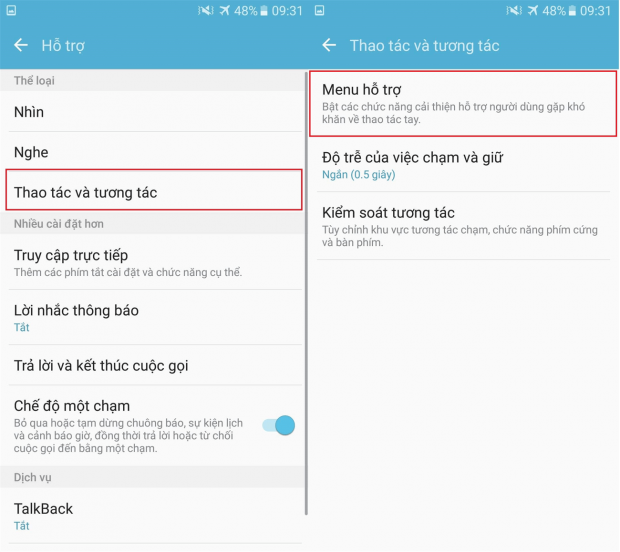 48% 09:31
Hỗ trợ
Thể loại
Nhìn
Nghe
Thao tác và tương tác
Nhiều cài đặt hơn
Truy cập trực tiếp
Thêm các phím tắt cài đặt và chức năng cụ thể.
Lời nhắc thông báo
Tắt
Trả lời và kết thúc cuộc gọi
Chế độ một chạm
Bỏ qua hoặc tạm dừng chuông báo, sự kiện lịch
và cảnh báo giờ, đồng thời trả lời hoặc từ chối
cuộc gọi đến bằng một chạm.
Dịch vụ
TalkBack
Tắt
48% 09:31
Thao tác và tương tác
Menu hỗ trợ
Bật các chức năng cải thiện hỗ trợ người dùng gặp khó
khăn về thao tác tay.
Độ trễ của việc chạm và giữ
Ngắn (0.5 giây)
Kiểm soát tương tác
Tùy chỉnh khu vực tương tác chạm, chức năng phím cứng
và bàn phím.